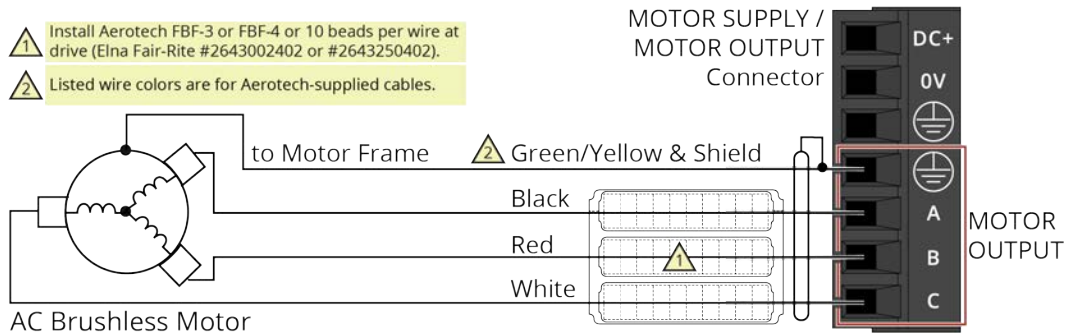 1 Install Aerotech FBF-3 or FBF-4 or 10 beads per wire at
drive (Elna Fair-Rite #2643002402 or #2643250402).
2 Listed wire colors are for Aerotech-supplied cables.
MOTOR SUPPLY /
MOTOR OUTPUT
Connector
DC+
0V
to Motor Frame
2 Green/Yellow & Shield
Black
A
Red
1
B
White
C
MOTOR
OUTPUT
AC Brushless Motor